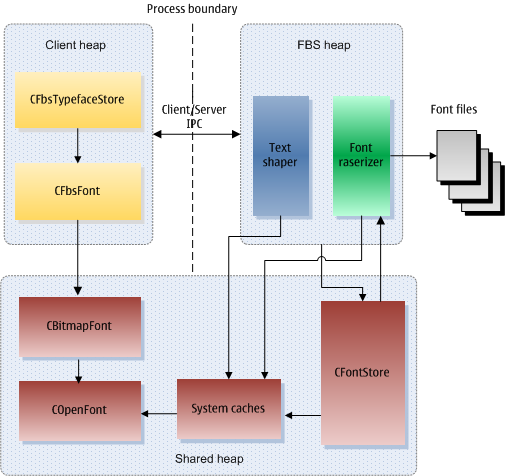 Process boundary
Client heap
FBS heap
CFbsTypefaceStore
Client/Server
IPC
Font files
Text
shaper
Font
raserizer
CFbsFont
CBitmapFont
CFontStore
COpenFont
System caches
Shared heap